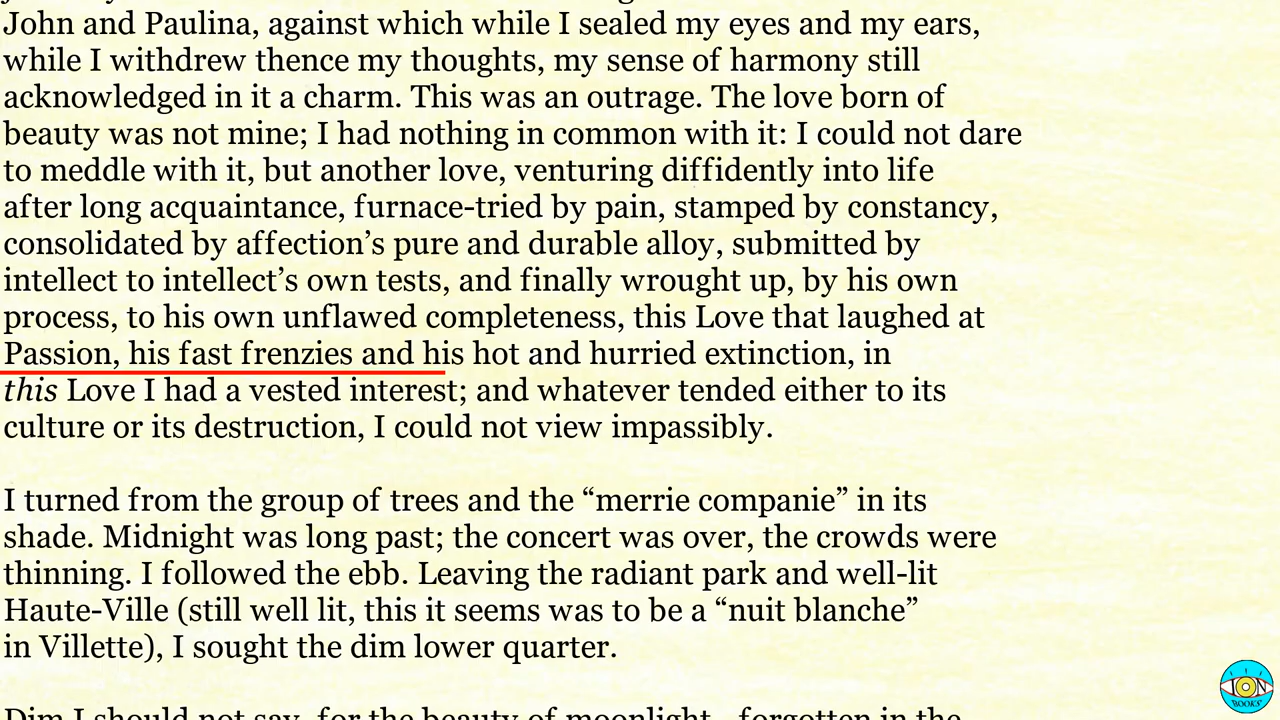 John and Paulina, against which while I sealed my eyes and my ears,
while I withdrew thence my thoughts, my sense of harmony still
acknowledged in it a charm. This was an outrage. The love born of
beauty was not mine; I had nothing in common with it: I could not dare
to meddle with it, but another love, venturing diffidently into life
after long acquaintance, furnace-tried by pain, stamped by constancy,
consolidated by affection’s pure and durable alloy, submitted by
intellect to intellect’s own tests, and finally wrought up, by his own
process, to his own unflawed completeness, this Love that laughed at
Passion, his fast frenzies and his hot and hurried extinction, in
this Love I had a vested interest; and whatever tended either to its
culture or its destruction, I could not view impassibly.
I turned from the group of trees and the “merrie companie” in its
shade. Midnight was long past; the concert was over, the crowds were
thinning. I followed the ebb. Leaving the radiant park and well-lit
Haute-Ville (still well lit, this it seems was to be a “nuit blanche”
in Villette), I sought the dim lower quarter.
Dim I should not say, for the beauty of moonlight—forgotten in the
ION
BOOKS